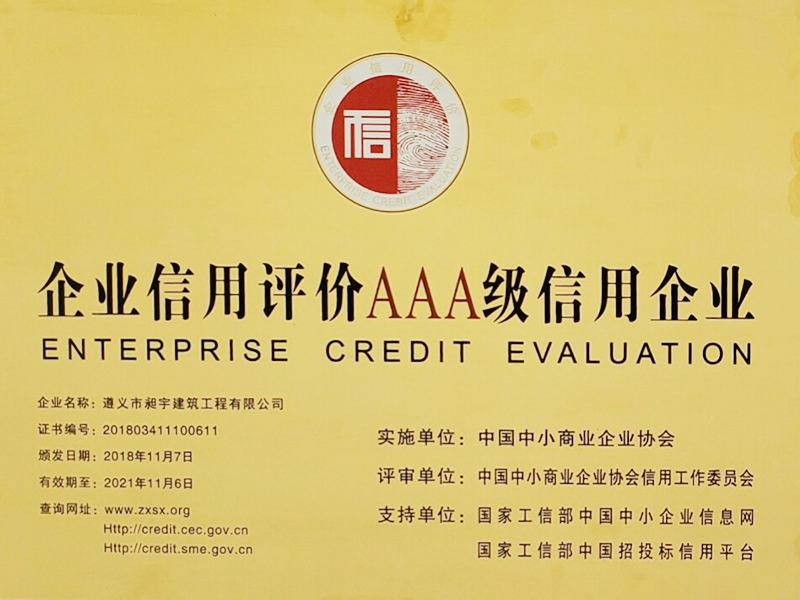 企业信用评价
信
ENTERPRISE CREDIT EVALUATION
企业信用评价AAA级信用企业
ENTERPRISE CREDIT EVALUATION
企业名称：遵义市昶宇建筑工程有限公司
证书编号：201803411100611
颁发日期：2018年11月7日
有效期至：2021年11月6日
查询网址：www.zxsx.org
Http://credit.cec.gov.cn
Http://credit.sme.gov.cn
实施单位：中国中小商业企业协会
评审单位：中国中小商业企业协会信用工作委员会
支持单位：国家工信部中国中小企业信息网
国家工信部中国招投标信用平台